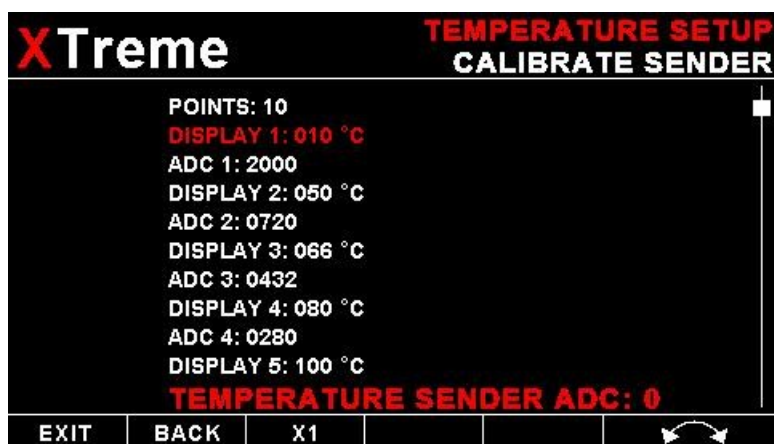 XTreme
TEMPERATURE SETUP
CALIBRATE SENDER
POINTS: 10
DISPLAY 1: 010 °C
ADC 1: 2000
DISPLAY 2: 050 °C
ADC 2: 0720
DISPLAY 3: 066 °C
ADC 3: 0432
DISPLAY 4: 080 °C
ADC 4: 0280
DISPLAY 5: 100 °C
TEMPERATURE SENDER ADC: 0
EXIT BACK X1